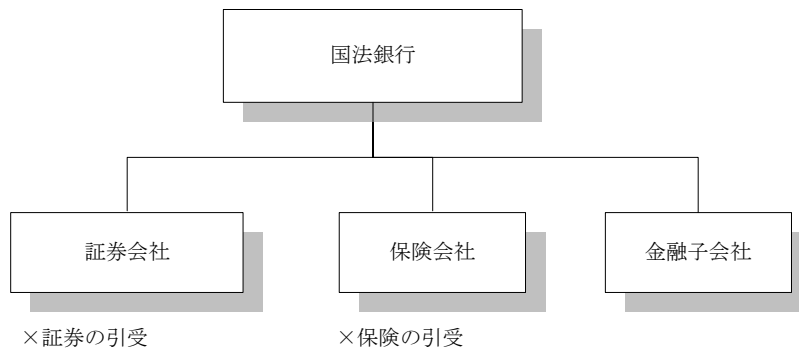 国法銀行
証券会社
保険会社
金融子会社
×証券の引受
×保険の引受